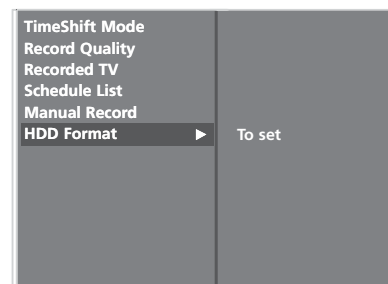 TimeShift Mode
Record Quality
Recorded TV
Schedule List
Manual Record
HDD Format ▶ To set